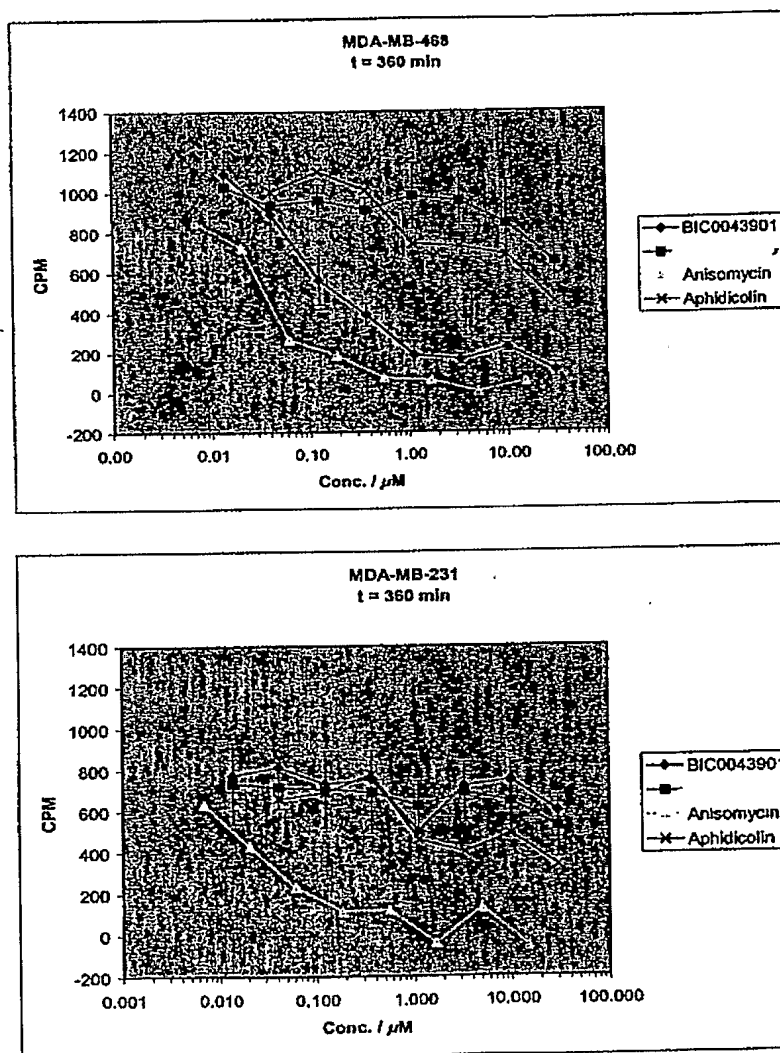 MDA-MB-468
t = 360 min
1400
1200
1000
800
600
400
200
0
-200
CPM
0.00
0.01
0.10
1.00
10.00
100.00
Conc. / µM
BIC0043901
Anisomycin
Aphidicolin
MDA-MB-231
t = 360 min
1400
1200
1000
800
600
400
200
0
-200
CPM
0.001
0.010
0.100
1.000
10.000
100.000
Conc. / µM
BIC0043901
Anisomycin
Aphidicolin